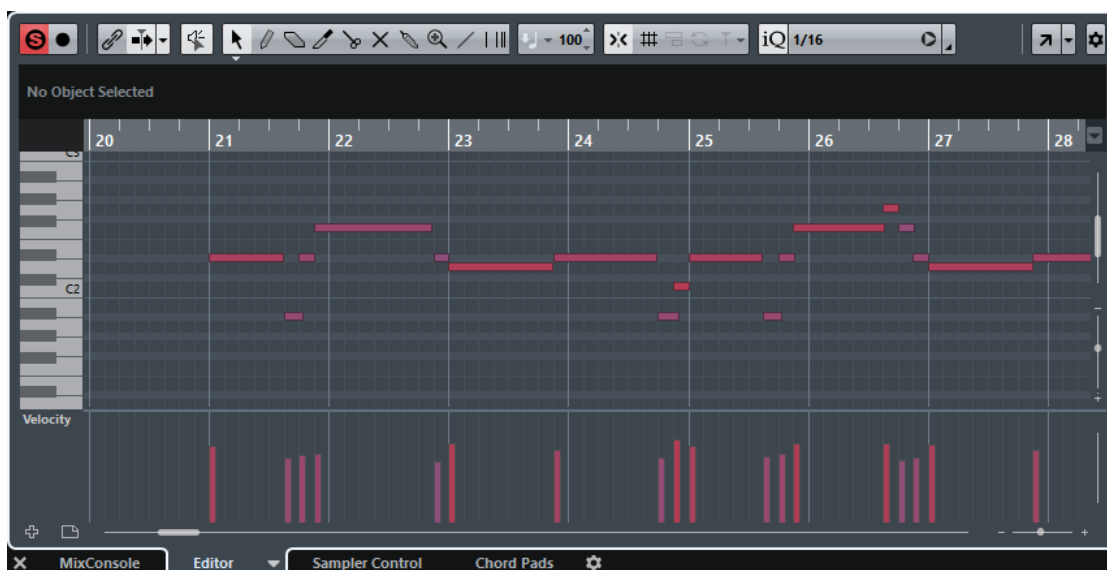 S
100
iQ 1/16
No Object Selected
20 21 22 23 24 25 26 27 28
C3
C2
Velocity
MixConsole Editor Sampler Control Chord Pads